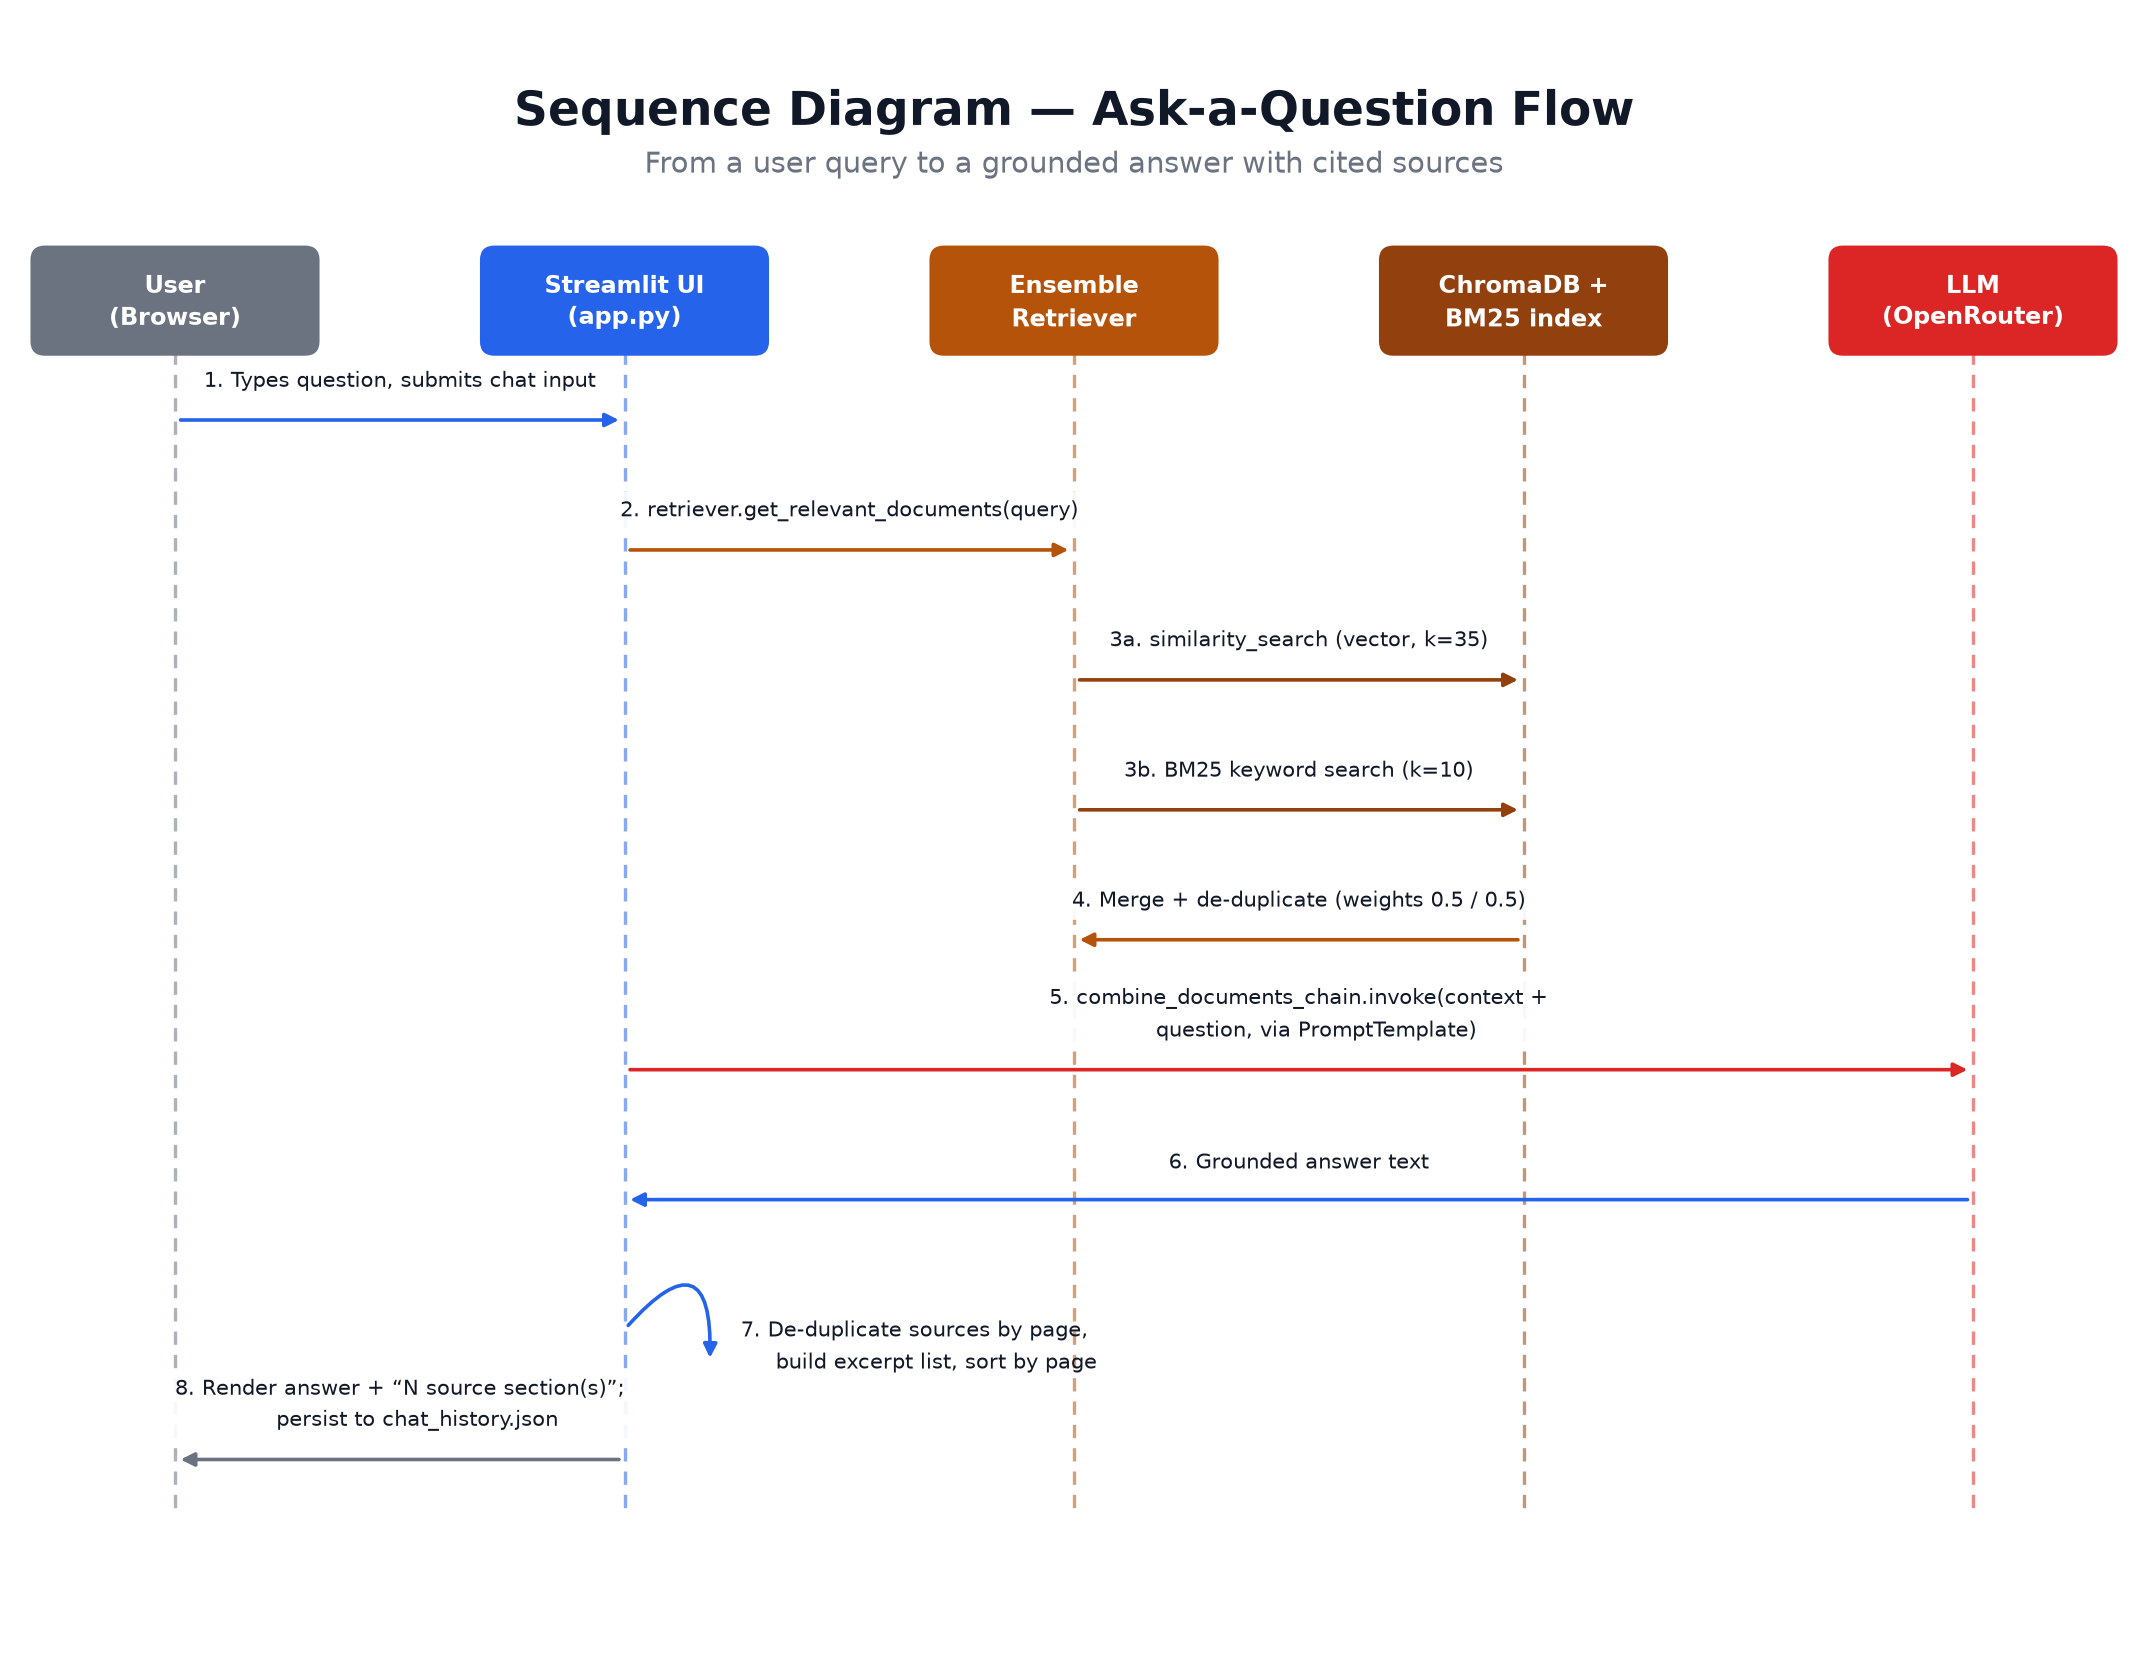 Sequence Diagram — Ask-a-Question Flow
From a user query to a grounded answer with cited sources
User
(Browser)
Streamlit UI
(app.py)
Ensemble
Retriever
ChromaDB +
BM25 index
LLM
(OpenRouter)
1. Types question, submits chat input
2. retriever.get_relevant_documents(query)
3a. similarity_search (vector, k=35)
3b. BM25 keyword search (k=10)
4. Merge + de-duplicate (weights 0.5 / 0.5)
5. combine_documents_chain.invoke(context +
question, via PromptTemplate)
6. Grounded answer text
7. De-duplicate sources by page,
build excerpt list, sort by page
8. Render answer + “N source section(s)”;
persist to chat_history.json